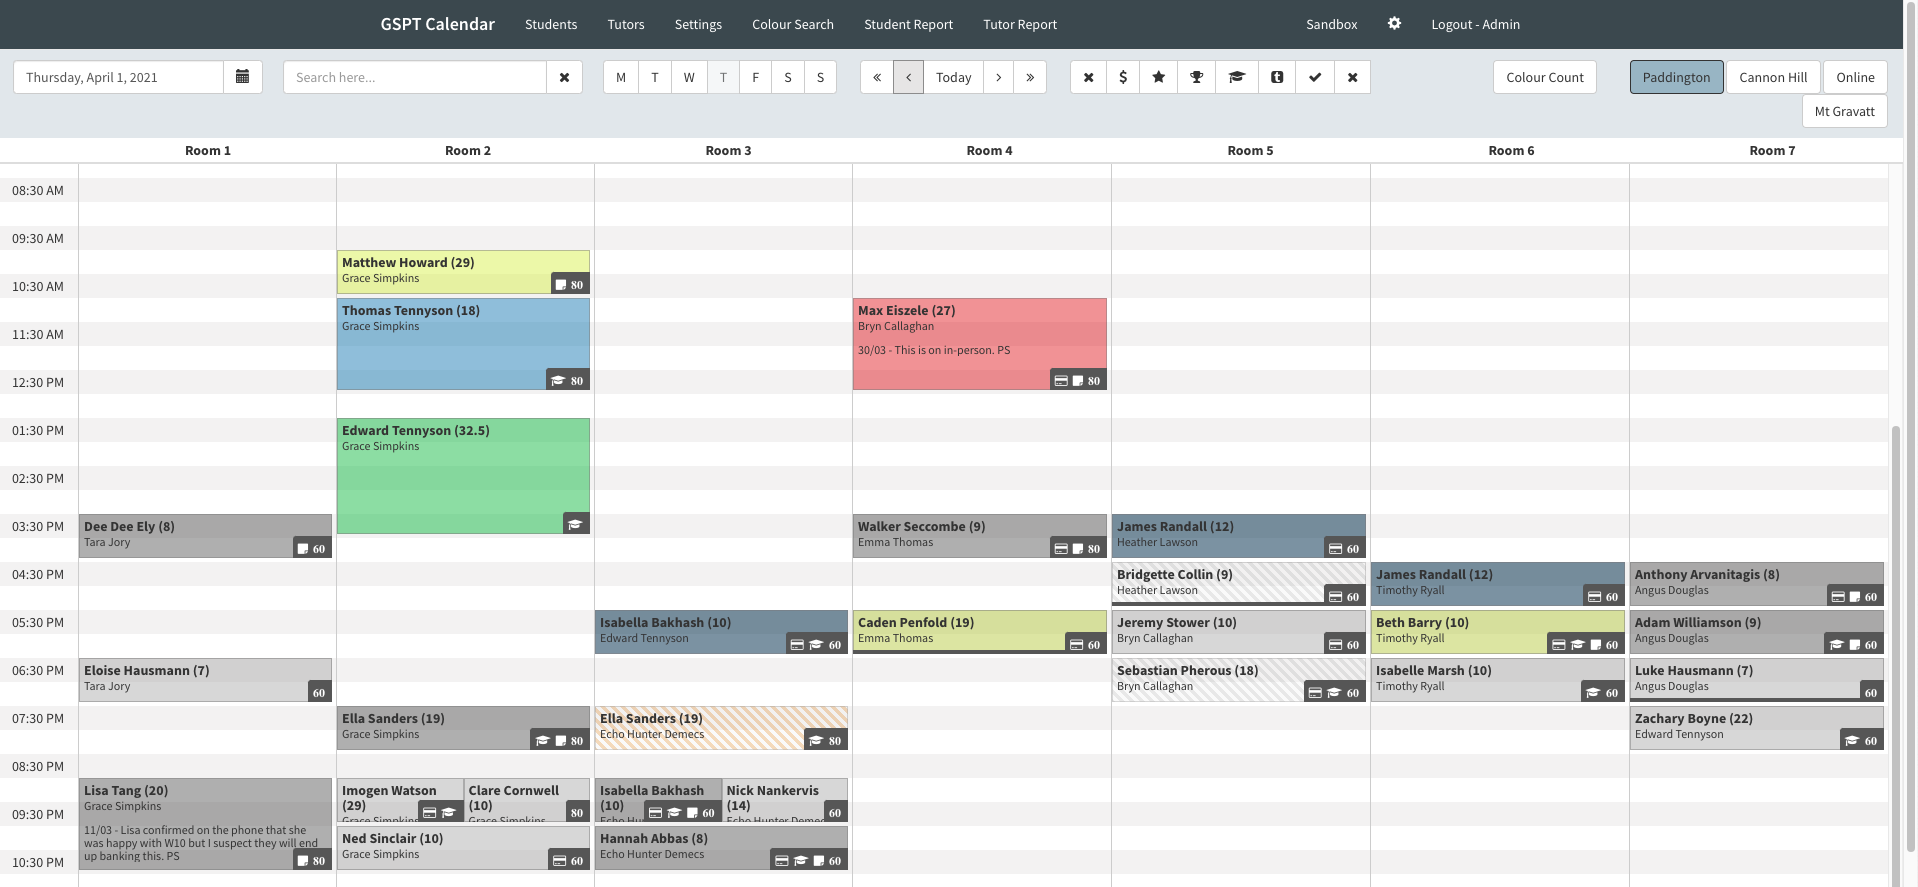 GSPT Calendar Students Tutors Settings Colour Search Student Report Tutor Report Sandbox Logout - Admin
Thursday, April 1, 2021 Search here... M T W T F S S « ‹ Today › » $ Colour Count Paddington Cannon Hill Online
Mt Gravatt
Room 1 Room 2 Room 3 Room 4 Room 5 Room 6 Room 7
08:30 AM
09:30 AM
Matthew Howard (29)
Grace Simpkins
80
10:30 AM
Thomas Tennyson (18)
Grace Simpkins
80
Max Eiszele (27)
Bryn Callaghan
30/03 - This is on in-person. PS
80
11:30 AM
12:30 PM
01:30 PM
Edward Tennyson (32.5)
Grace Simpkins
02:30 PM
03:30 PM
Dee Dee Ely (8)
Tara Jory
60
Walker Seccombe (9)
Emma Thomas
80
James Randall (12)
Heather Lawson
60
04:30 PM
Bridgette Collin (9)
Heather Lawson
60
James Randall (12)
Timothy Ryall
60
Anthony Arvanitagis (8)
Angus Douglas
60
05:30 PM
Isabella Bakhash (10)
Edward Tennyson
60
Caden Penfold (19)
Emma Thomas
60
Jeremy Stower (10)
Bryn Callaghan
60
Beth Barry (10)
Timothy Ryall
60
Adam Williamson (9)
Angus Douglas
60
06:30 PM
Eloise Hausmann (7)
Tara Jory
60
Sebastian Pherous (18)
Bryn Callaghan
60
Isabelle Marsh (10)
Timothy Ryall
60
Luke Hausmann (7)
Angus Douglas
60
07:30 PM
Ella Sanders (19)
Grace Simpkins
80
Ella Sanders (19)
Echo Hunter Demecs
80
Zachary Boyne (22)
Edward Tennyson
60
08:30 PM
Lisa Tang (20)
Grace Simpkins
11/03 - Lisa confirmed on the phone that she
was happy with W10 but I suspect they will end
up banking this. PS
80
Imogen Watson
(29)
Grace Simpkins
Clare Cornwell
(10)
Grace Simpkins
80
Isabella Bakhash
(10)
Echo Hu
60
Nick Nankervis
(14)
Echo Hunter Demec
60
09:30 PM
Ned Sinclair (10)
Grace Simpkins
60
Hannah Abbas (8)
Echo Hunter Demecs
60
10:30 PM